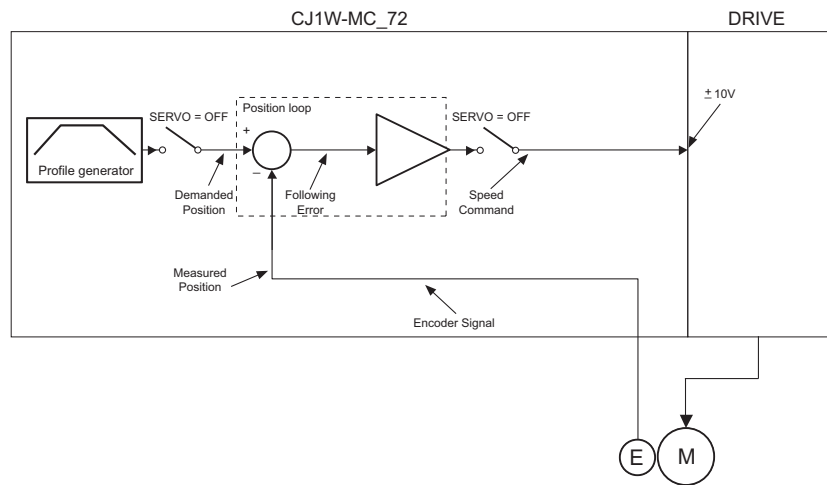 CJ1W-MC_72
DRIVE
± 10V
Position loop
SERVO = OFF
SERVO = OFF
+
Profile generator
_
Demanded
Position
Following
Error
Speed
Command
Measured
Position
Encoder Signal
E
M